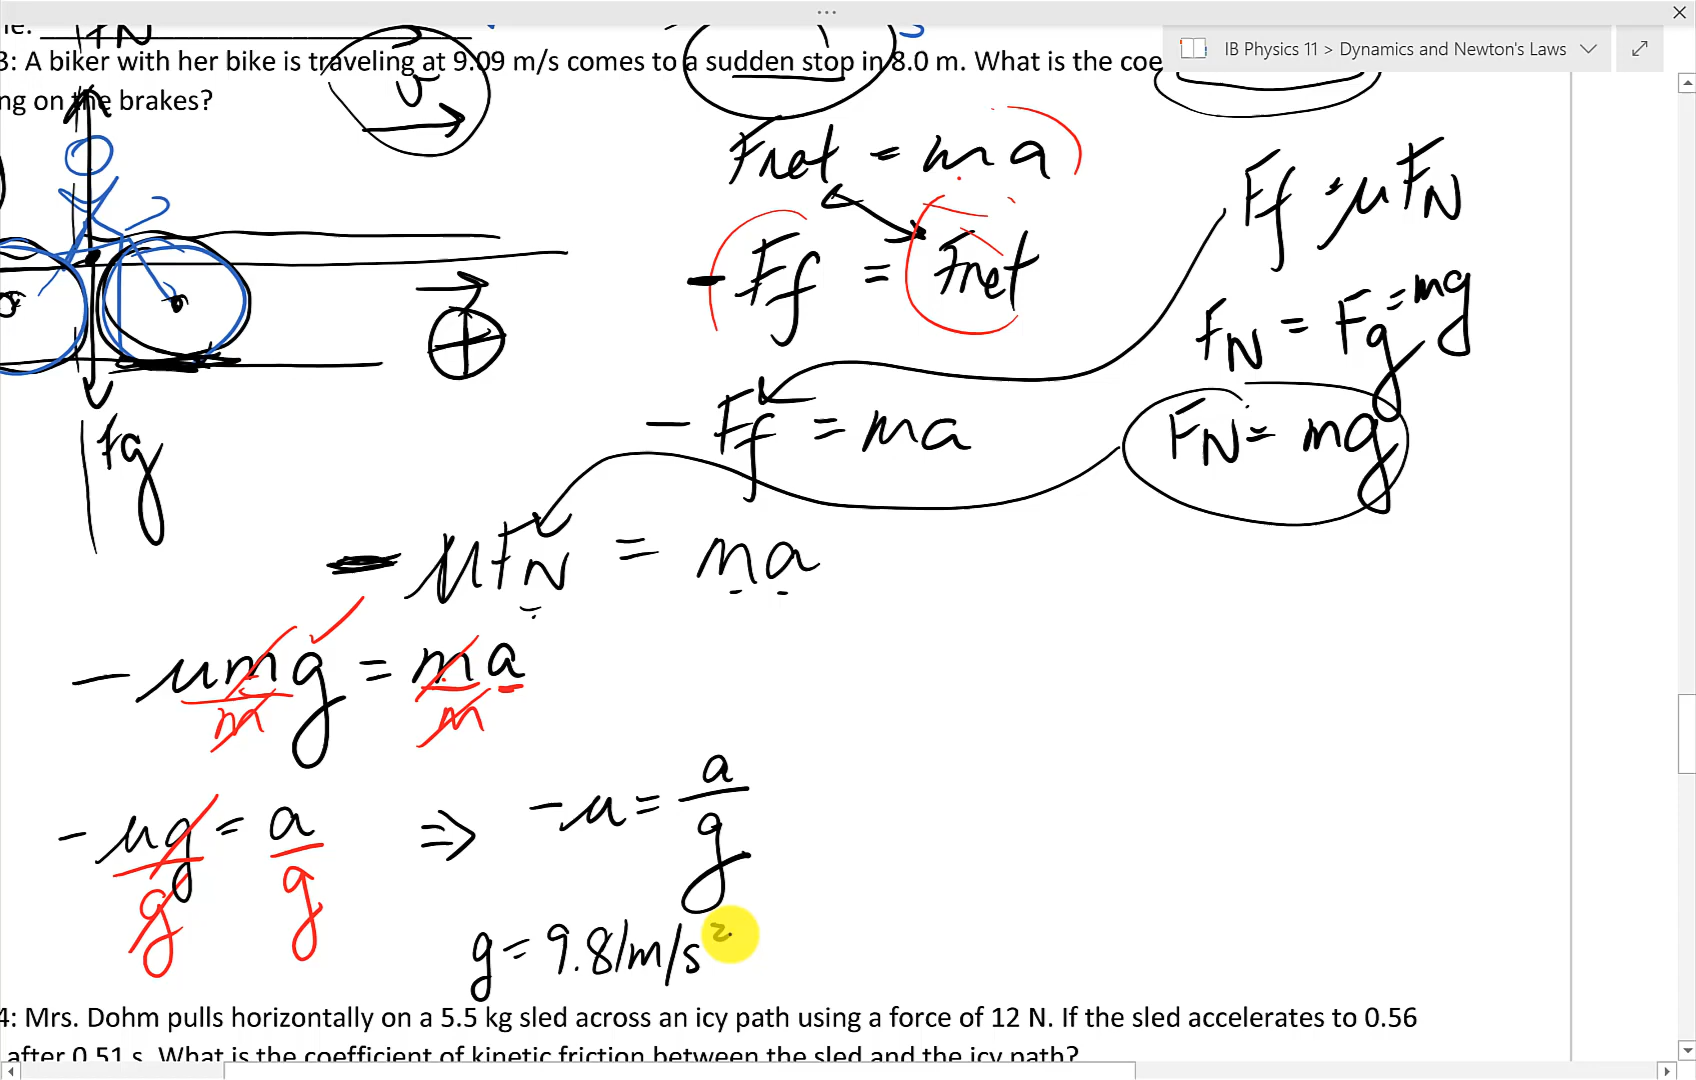 IB Physics 11 > Dynamics and Newton's Laws
FN
3: A biker with her bike is traveling at 9.09 m/s comes to a sudden stop in 8.0 m. What is the coe
ng on the brakes?
v
Fnet = ma
Ff = μFN
- Ff = Fnet
FN = Fg = mg
- Ff = ma
FN = mg
Fg
- μFN = ma
- μmg = ma
m m
- μg = a
g g
⇒ -μ = a
g
g = 9.81m/s²
4: Mrs. Dohm pulls horizontally on a 5.5 kg sled across an icy path using a force of 12 N. If the sled accelerates to 0.56
after 0.51 s. What is the coefficient of kinetic friction between the sled and the icy path?